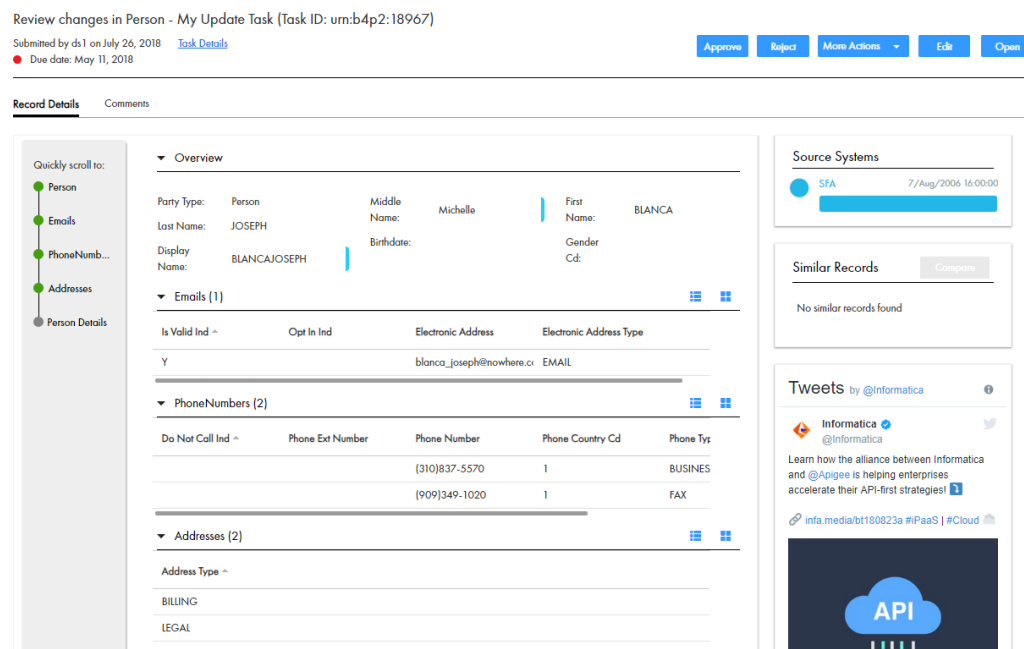 Review changes in Person - My Update Task (Task ID: urn:b4p2:18967)
Submitted by ds1 on July 26, 2018 Task Details
Due date: May 11, 2018
Approve Reject More Actions Edit Open
Record Details Comments
Quickly scroll to:
Person
Emails
PhoneNumb...
Addresses
Person Details
Overview
Party Type: Person
Middle Name: Michelle
First Name: BLANCA
Last Name: JOSEPH
Birthdate:
Gender Cd:
Display Name: BLANCAJOSEPH
Emails (1)
Is Valid Ind Opt In Ind Electronic Address Electronic Address Type
Y blanca_joseph@nowhere.cc EMAIL
PhoneNumbers (2)
Do Not Call Ind Phone Ext Number Phone Number Phone Country Cd Phone Typ
(310)837-5570 1 BUSINES
(909)349-1020 1 FAX
Addresses (2)
Address Type
BILLING
LEGAL
Source Systems
SFA 7/Aug/2006 16:00:00
Similar Records Compare
No similar records found
Tweets by @Informatica
Informatica
@Informatica
Learn how the alliance between Informatica
and @Apigee is helping enterprises
accelerate their API-first strategies!
infa.media/bt180823a #iPaaS | #Cloud
API